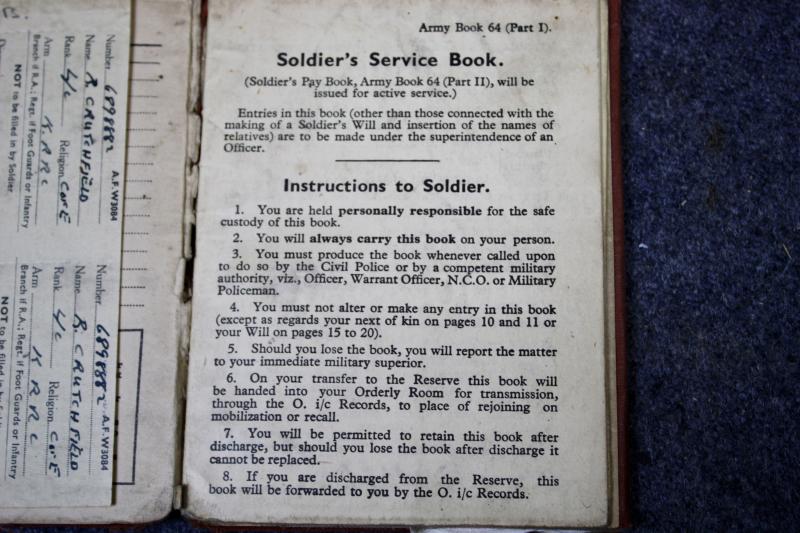 Number 6898882 A.F.W3084
Name R. CRUTCHFIELD
Rank L/C Religion C of E
Arm K R R C
Branch if R.A.; Regt. if Foot Guards or Infantry
NOT to be filled in by Soldier.
Number 6898882 A.F.W3084
Name R. CRUTCHFIELD
Rank L/C Religion C of E
Arm K R R C
Branch if R.A.; Regt. if Foot Guards or Infantry
NOT to be filled in by
Army Book 64 (Part I).
Soldier's Service Book.
(Soldier's Pay Book, Army Book 64 (Part II), will be
issued for active service.)
Entries in this book (other than those connected with the
making of a Soldier's Will and insertion of the names of
relatives) are to be made under the superintendence of an
Officer.
Instructions to Soldier.
1. You are held personally responsible for the safe
custody of this book.
2. You will always carry this book on your person.
3. You must produce the book whenever called upon
to do so by the Civil Police or by a competent military
authority, viz., Officer, Warrant Officer, N.C.O. or Military
Policeman.
4. You must not alter or make any entry in this book
(except as regards your next of kin on pages 10 and 11 or
your Will on pages 15 to 20).
5. Should you lose the book, you will report the matter
to your immediate military superior.
6. On your transfer to the Reserve this book will
be handed into your Orderly Room for transmission,
through the O. i/c Records, to place of rejoining on
mobilization or recall.
7. You will be permitted to retain this book after
discharge, but should you lose the book after discharge it
cannot be replaced.
8. If you are discharged from the Reserve, this
book will be forwarded to you by the O. i/c Records.